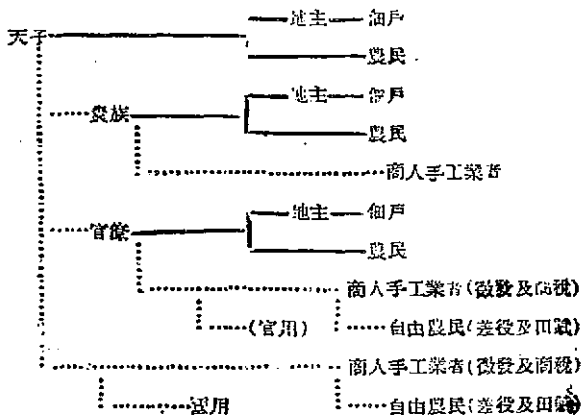 地主 佃戶
天子
農民
地主 佃戶
貴族
農民
商人手工業者
地主 佃戶
官僚
農民
商人手工業者(徵發及商稅)
(官用)
自由農民(差役及田賦)
商人手工業者(徵發及商稅)
官用
自由農民(差役及田賦)